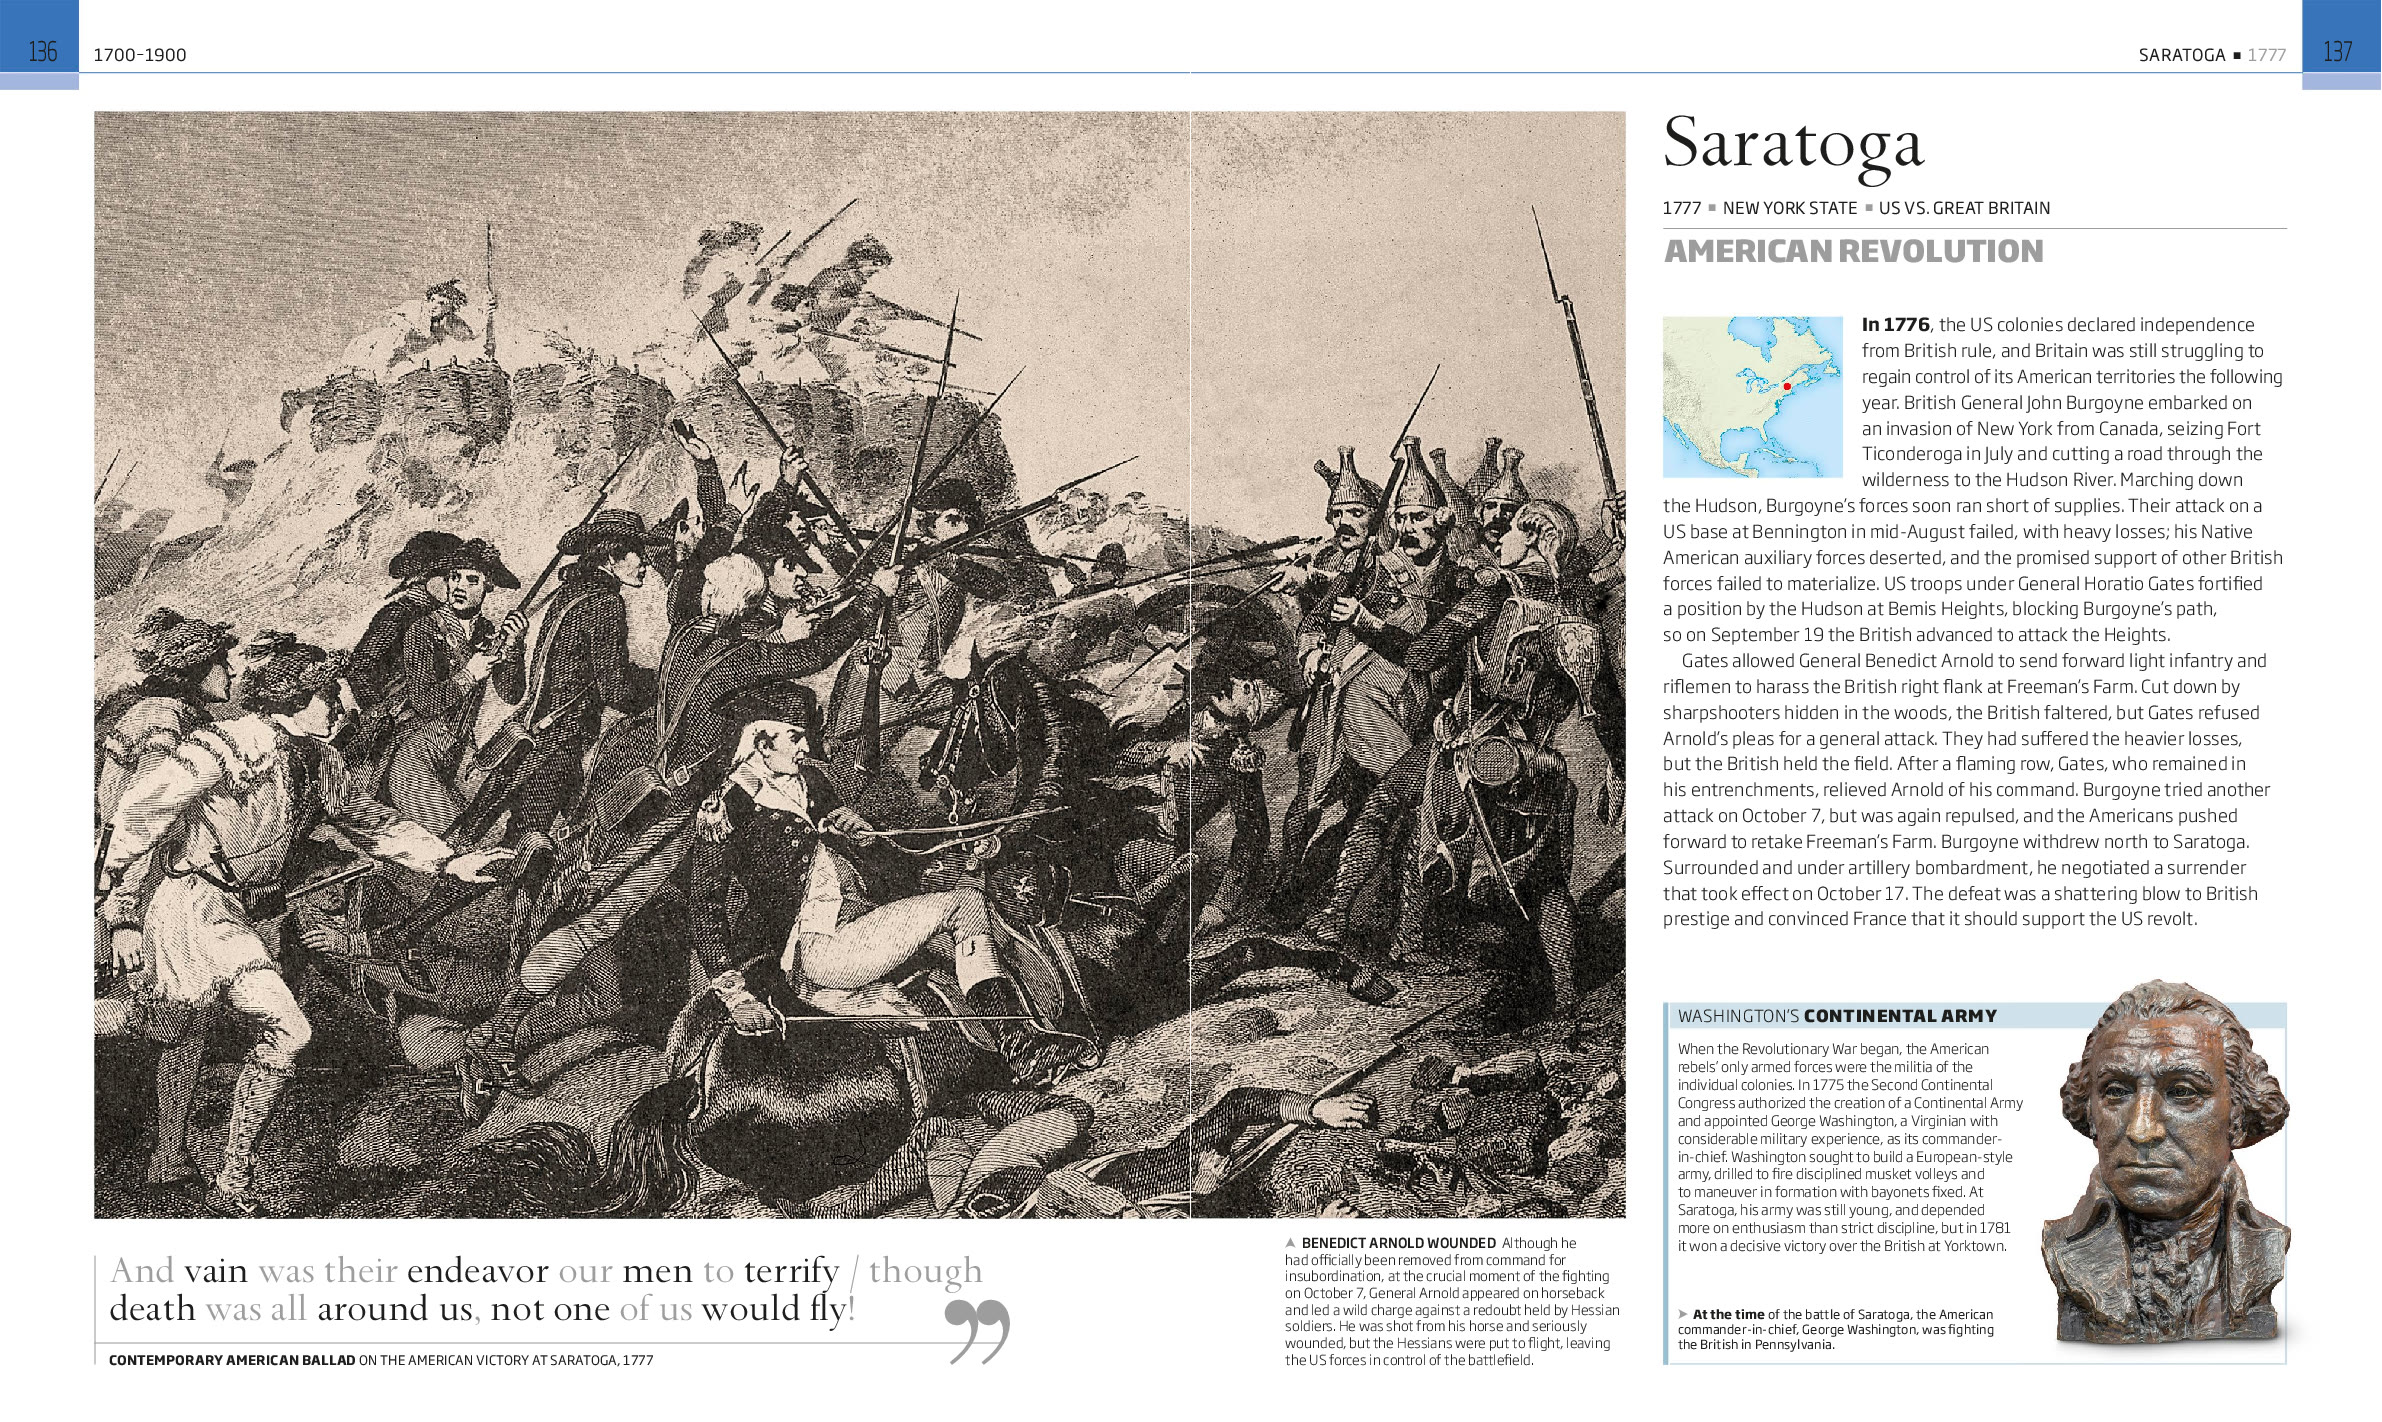 136
1700–1900
SARATOGA ■ 1777
137
Saratoga
1777 ■ NEW YORK STATE ■ US VS. GREAT BRITAIN
AMERICAN REVOLUTION
In 1776, the US colonies declared independence
from British rule, and Britain was still struggling to
regain control of its American territories the following
year. British General John Burgoyne embarked on
an invasion of New York from Canada, seizing Fort
Ticonderoga in July and cutting a road through the
wilderness to the Hudson River. Marching down
the Hudson, Burgoyne's forces soon ran short of supplies. Their attack on a
US base at Bennington in mid-August failed, with heavy losses; his Native
American auxiliary forces deserted, and the promised support of other British
forces failed to materialize. US troops under General Horatio Gates fortified
a position by the Hudson at Bemis Heights, blocking Burgoyne's path,
so on September 19 the British advanced to attack the Heights.
Gates allowed General Benedict Arnold to send forward light infantry and
riflemen to harass the British right flank at Freeman's Farm. Cut down by
sharpshooters hidden in the woods, the British faltered, but Gates refused
Arnold's pleas for a general attack. They had suffered the heavier losses,
but the British held the field. After a flaming row, Gates, who remained in
his entrenchments, relieved Arnold of his command. Burgoyne tried another
attack on October 7, but was again repulsed, and the Americans pushed
forward to retake Freeman's Farm. Burgoyne withdrew north to Saratoga.
Surrounded and under artillery bombardment, he negotiated a surrender
that took effect on October 17. The defeat was a shattering blow to British
prestige and convinced France that it should support the US revolt.
WASHINGTON'S CONTINENTAL ARMY
When the Revolutionary War began, the American
rebels' only armed forces were the militia of the
individual colonies. In 1775 the Second Continental
Congress authorized the creation of a Continental Army
and appointed George Washington, a Virginian with
considerable military experience, as its commander-
in-chief. Washington sought to build a European-style
army, drilled to fire disciplined musket volleys and
to maneuver in formation with bayonets fixed. At
Saratoga, his army was still young, and depended
more on enthusiasm than strict discipline, but in 1781
it won a decisive victory over the British at Yorktown.
➤ At the time of the battle of Saratoga, the American
commander-in-chief, George Washington, was fighting
the British in Pennsylvania.
And vain was their endeavor our men to terrify / though
death was all around us, not one of us would fly!
”
CONTEMPORARY AMERICAN BALLAD ON THE AMERICAN VICTORY AT SARATOGA, 1777
▲ BENEDICT ARNOLD WOUNDED Although he
had officially been removed from command for
insubordination, at the crucial moment of the fighting
on October 7, General Arnold appeared on horseback
and led a wild charge against a redoubt held by Hessian
soldiers. He was shot from his horse and seriously
wounded, but the Hessians were put to flight, leaving
the US forces in control of the battlefield.